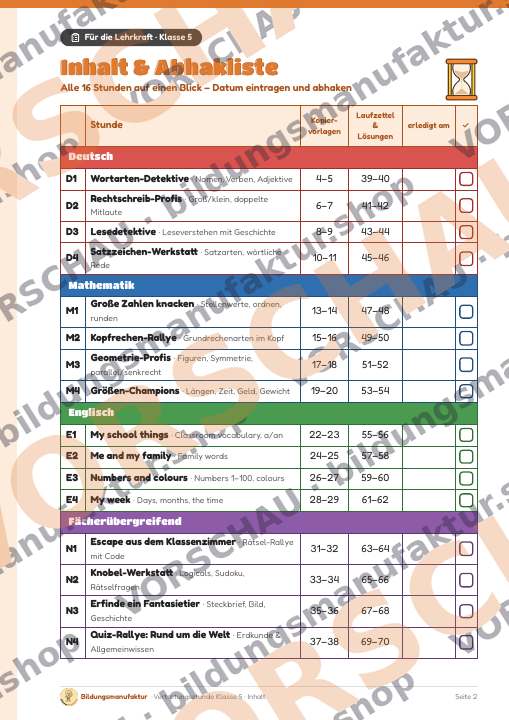 Für die Lehrkraft · Klasse 5
Inhalt & Abhakliste
Alle 16 Stunden auf einen Blick – Datum eintragen und abhaken
Stunde
Kopier-
vorlagen
Laufzettel
&
Lösungen
erledigt am
✓
Deutsch
D1 Wortarten-Detektive · Nomen, Verben, Adjektive 4–5 39–40
D2 Rechtschreib-Profis · Groß/klein, doppelte
Mitlaute 6–7 41–42
D3 Lesedetektive · Leseverstehen mit Geschichte 8–9 43–44
D4 Satzzeichen-Werkstatt · Satzarten, wörtliche
Rede 10–11 45–46
Mathematik
M1 Große Zahlen knacken · Stellenwerte, ordnen,
runden 13–14 47–48
M2 Kopfrechen-Rallye · Grundrechenarten im Kopf 15–16 49–50
M3 Geometrie-Profis · Figuren, Symmetrie,
parallel/senkrecht 17–18 51–52
M4 Größen-Champions · Längen, Zeit, Geld, Gewicht 19–20 53–54
Englisch
E1 My school things · Classroom vocabulary, a/an 22–23 55–56
E2 Me and my family · Family words 24–25 57–58
E3 Numbers and colours · Numbers 1–100, colours 26–27 59–60
E4 My week · Days, months, the time 28–29 61–62
Fächerübergreifend
N1 Escape aus dem Klassenzimmer · Rätsel-Rallye
mit Code 31–32 63–64
N2 Knobel-Werkstatt · Logicals, Sudoku,
Rätselfragen 33–34 65–66
N3 Erfinde ein Fantasietier · Steckbrief, Bild,
Geschichte 35–36 67–68
N4 Quiz-Rallye: Rund um die Welt · Erdkunde &
Allgemeinwissen 37–38 69–70
Bildungsmanufaktur · Vertretungsstunde Klasse 5 · Inhalt Seite 2
VORSCHAU · bildungsmanufaktur.shop
VORSCHAU